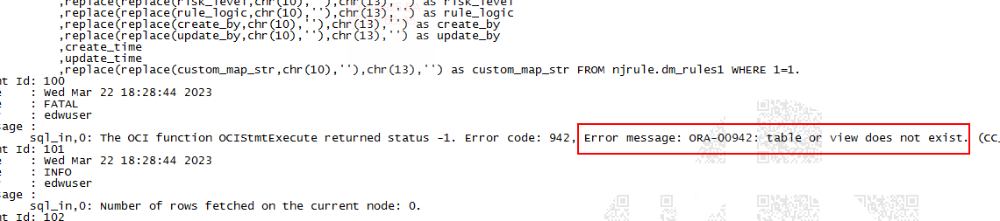 ,replace(replace(risk_level,chr(10),''),chr(13),'') as risk_level
,replace(replace(rule_logic,chr(10),''),chr(13),'') as rule_logic
,replace(replace(create_by,chr(10),''),chr(13),'') as create_by
,replace(replace(update_by,chr(10),''),chr(13),'') as update_by
,create_time
,update_time
,replace(replace(custom_map_str,chr(10),''),chr(13),'') as custom_map_str FROM njrule.dm_rules1 WHERE 1=1.
nt Id: 100
e : Wed Mar 22 18:28:44 2023
e : FATAL
r : edwuser
sage :
sql_in,0: The OCI function OCIStmtExecute returned status -1. Error code: 942, Error message: ORA-00942: table or view does not exist. (CC_
nt Id: 101
e : Wed Mar 22 18:28:44 2023
e : INFO
r : edwuser
sage :
sql_in,0: Number of rows fetched on the current node: 0.
nt Id: 102